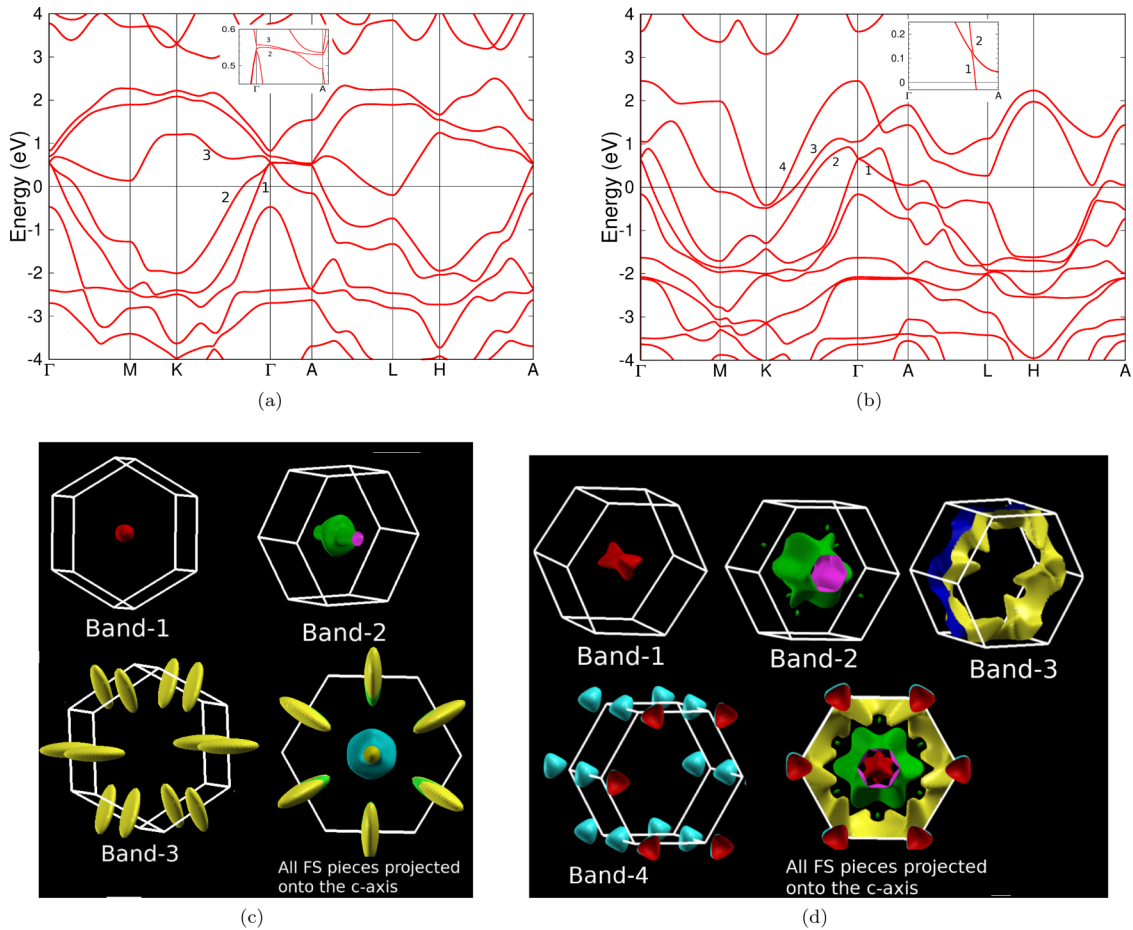 4
3
2
1
0
-1
-2
-3
-4
Energy (eV)
Γ M K Γ A L H A
3
2
1
0.6
0.5
3
2
Γ A
(a)
4
3
2
1
0
-1
-2
-3
-4
Energy (eV)
Γ M K Γ A L H A
4
3
2
1
0.2
0.1
0
2
1
Γ A
(b)
Band-1
Band-2
Band-3
All FS pieces projected
onto the c-axis
(c)
Band-1
Band-2
Band-3
Band-4
All FS pieces projected
onto the c-axis
(d)